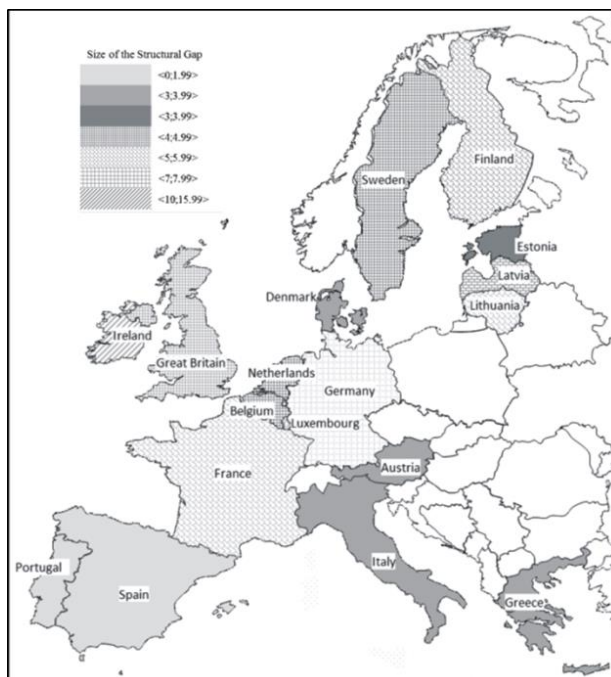 Size of the Structural Gap
<0;1.99>
<3;3.99>
<3;3.99>
<4;4.99>
<5;5.99>
<7;7.99>
<10;15.99>
Finland
Sweden
Estonia
Latvia
Denmark
Lithuania
Ireland
Great Britain
Netherlands
Germany
Belgium
Luxembourg
Austria
France
Italy
Portugal
Spain
Greece
4